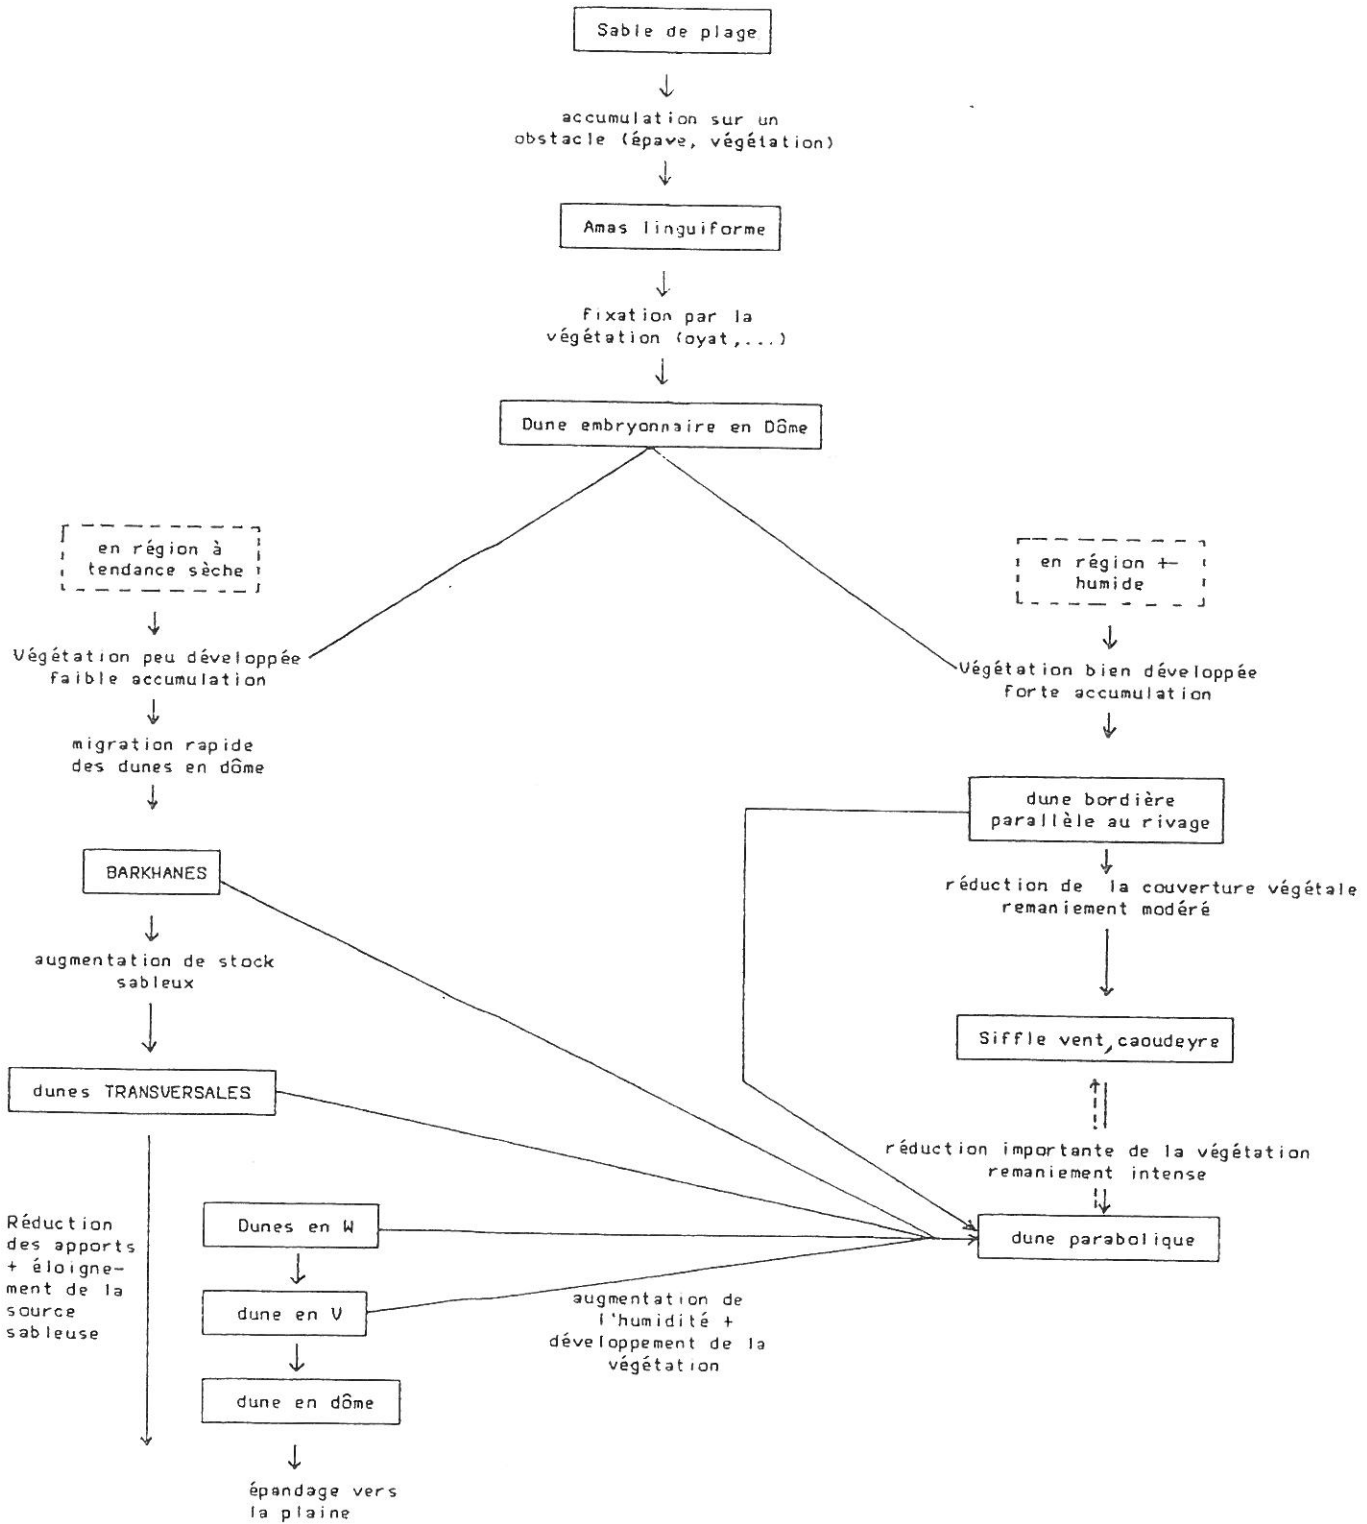 Sable de plage
accumulation sur un
obstacle (épave, végétation)
Amas linguiforme
fixation par la
végétation (oyat,...)
Dune embryonnaire en Dôme
en région à
tendance sèche
Végétation peu développée
faible accumulation
migration rapide
des dunes en dôme
BARKHANES
augmentation de stock
sableux
dunes TRANSVERSALES
Réduction
des apports
+ éloigne-
ment de la
source
sableuse
Dunes en W
dune en V
dune en dôme
épandage vers
la plaine
augmentation de
l'humidité +
développement de la
végétation
en région +-
humide
Végétation bien développée
forte accumulation
dune bordière
parallèle au rivage
réduction de la couverture végétale
remaniement modéré
Siffle vent, caoudeyre
réduction importante de la végétation
remaniement intense
dune parabolique